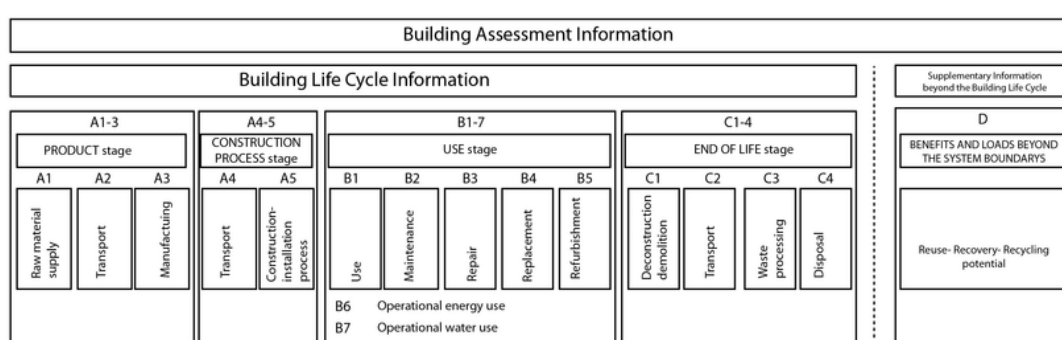 Building Assessment Information
Building Life Cycle Information
Supplementary Information
beyond the Building Life Cycle
A1-3
PRODUCT stage
A1
A2
A3
Raw material
supply
Transport
Manufactuing
A4-5
CONSTRUCTION
PROCESS stage
A4
A5
Transport
Construction-
installation
process
B1-7
USE stage
B1
B2
B3
B4
B5
Use
Maintenance
Repair
Replacement
Refurbishment
B6 Operational energy use
B7 Operational water use
C1-4
END OF LIFE stage
C1
C2
C3
C4
Deconstruction
demolition
Transport
Waste
processing
Disposal
D
BENEFITS AND LOADS BEYOND
THE SYSTEM BOUNDARYS
Reuse- Recovery- Recycling
potential